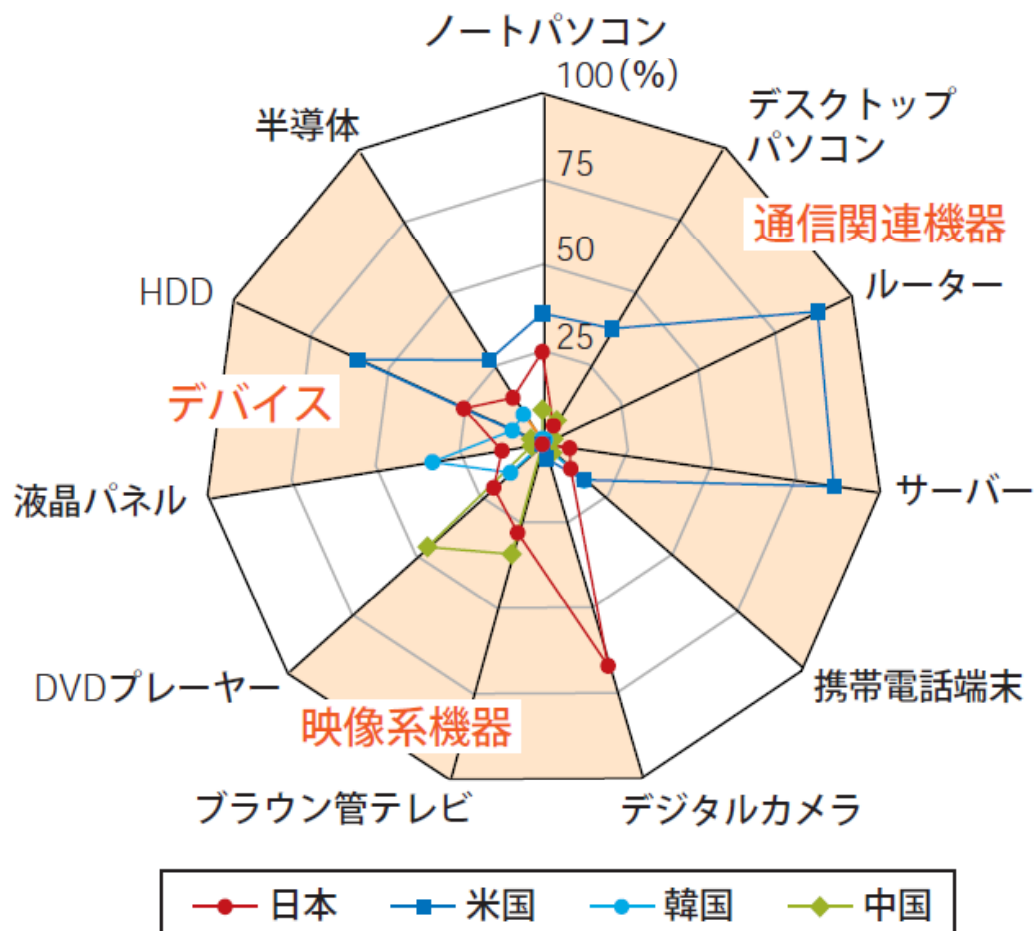 ノートパソコン
100(%)
デスクトップ
パソコン
半導体
75
通信関連機器
50
ルーター
HDD
25
デバイス
液晶パネル
サーバー
DVDプレーヤー
携帯電話端末
映像系機器
ブラウン管テレビ
デジタルカメラ
日本 米国 韓国 中国